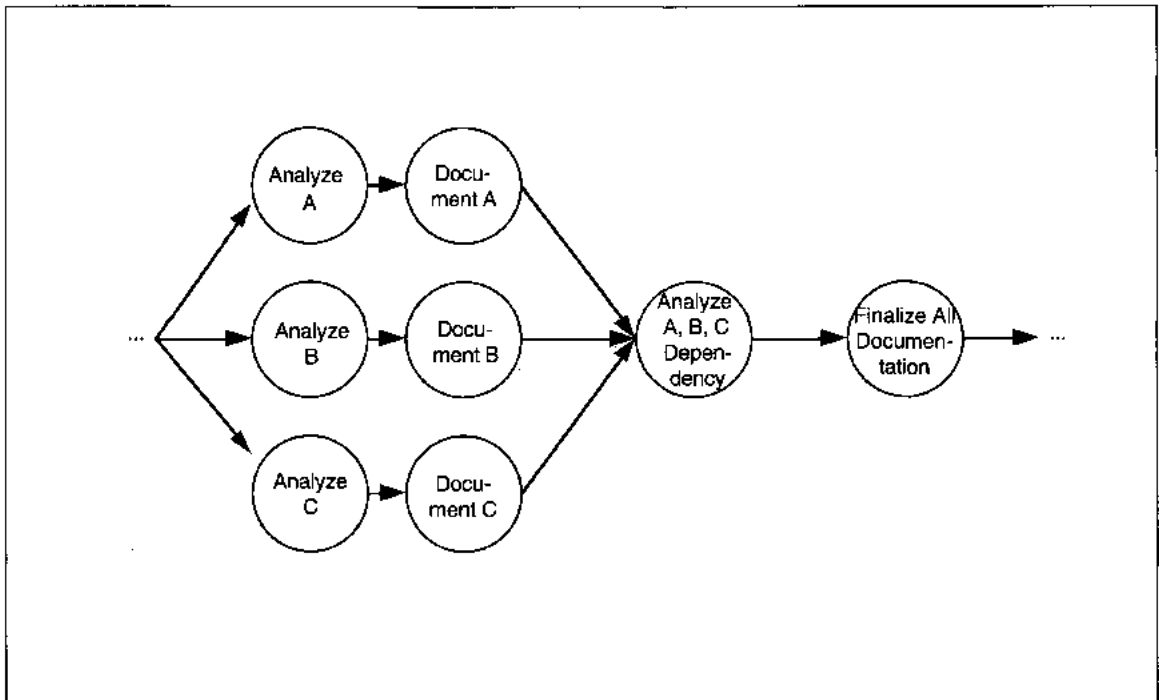 Analyze
A
Docu-
ment A
...
Analyze
B
Docu-
ment B
Analyze
A, B, C
Depen-
dency
Finalize All
Documen-
tation
...
Analyze
C
Docu-
ment C